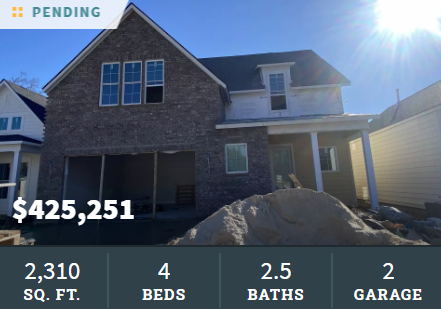 PENDING
$425,251
2,310
SQ. FT.
4
BEDS
2.5
BATHS
2
GARAGE